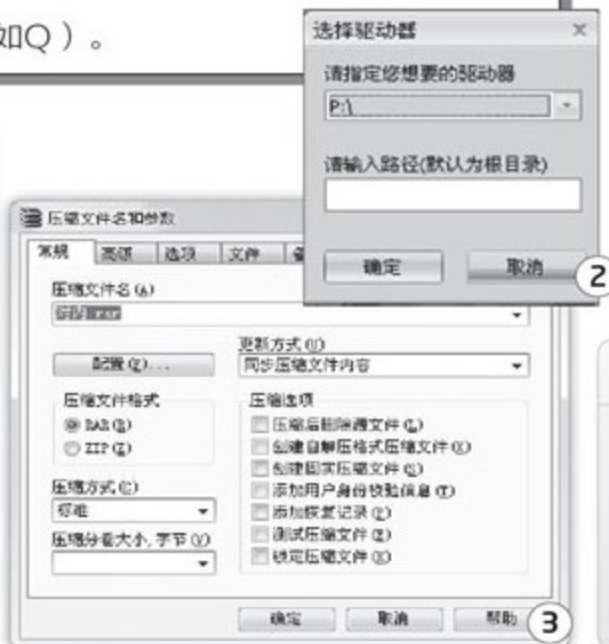 如Q）。
选择驱动器
请指定您想要的驱动器
P:\
请输入路径(默认为根目录)
确定 取消
2
压缩文件名和参数
常规 高级 选项 文件
压缩文件名(A)
.rar
配置(F)...
更新方式(U)
同步压缩文件内容
压缩文件格式
RAR(R)
ZIP(Z)
压缩选项
压缩后删除源文件(L)
创建自解压格式压缩文件(X)
创建固实压缩文件(S)
添加用户身份校验信息(T)
添加恢复记录(E)
测试压缩文件(E)
锁定压缩文件(K)
压缩方式(C)
标准
压缩分卷大小,字节(V)
确定 取消 帮助
3